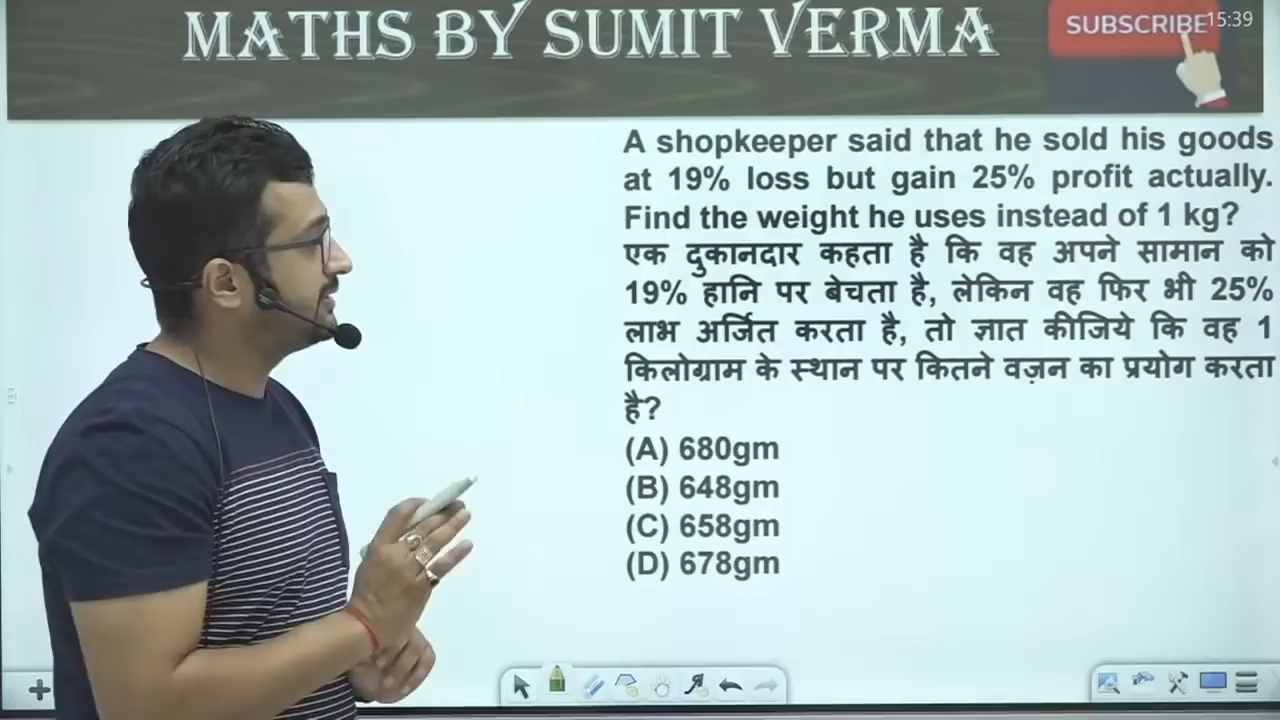 MATHS BY SUMIT VERMA
SUBSCRIBE
15:39
A shopkeeper said that he sold his goods
at 19% loss but gain 25% profit actually.
Find the weight he uses instead of 1 kg?
एक दुकानदार कहता है कि वह अपने सामान को
19% हानि पर बेचता है, लेकिन वह फिर भी 25%
लाभ अर्जित करता है, तो ज्ञात कीजिये कि वह 1
किलोग्राम के स्थान पर कितने वज़न का प्रयोग करता
है?
(A) 680gm
(B) 648gm
(C) 658gm
(D) 678gm